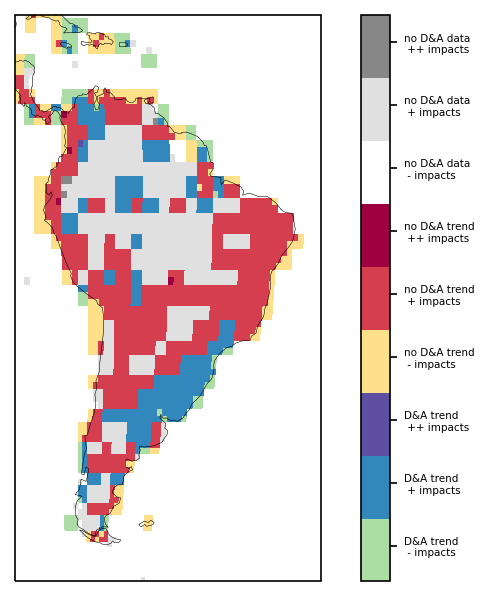 no D&A data
++ impacts
no D&A data
+ impacts
no D&A data
- impacts
no D&A trend
++ impacts
no D&A trend
+ impacts
no D&A trend
- impacts
D&A trend
++ impacts
D&A trend
+ impacts
D&A trend
- impacts